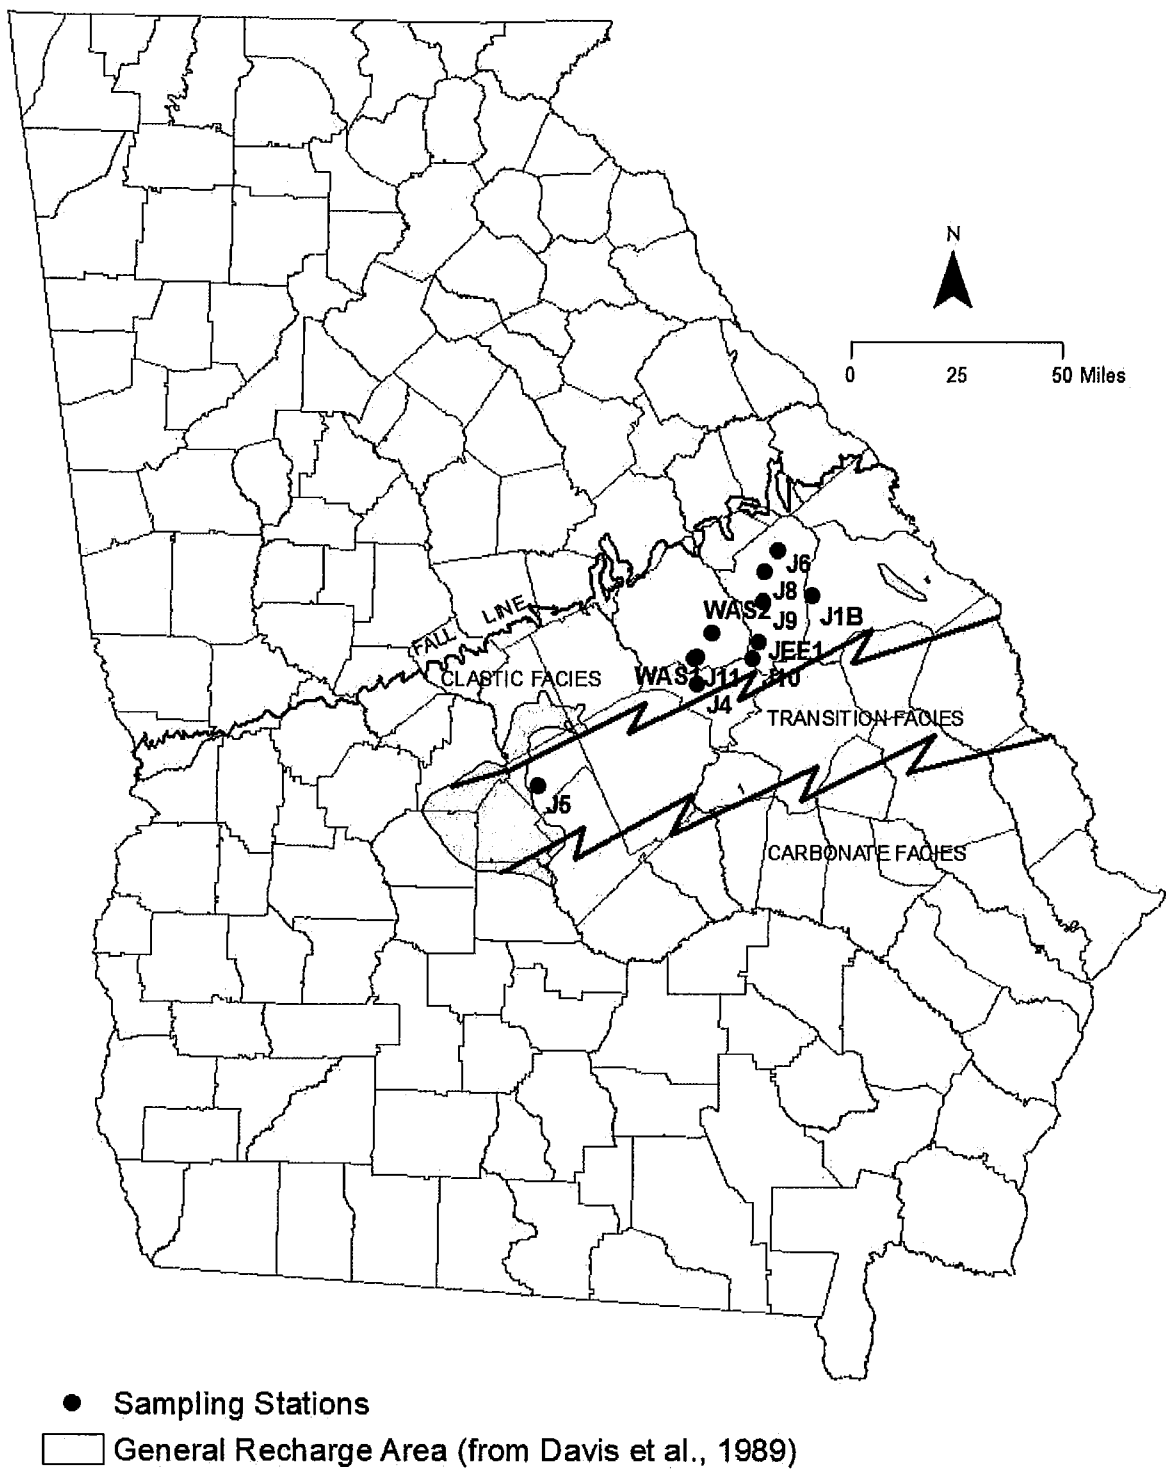 N
0 25 50 Miles
J6
J8
WAS2
J9
J1B
FALL LINE
JEE1
CLASTIC FACIES
WAS1
J11
J10
J4
TRANSITION FACIES
J5
CARBONATE FACIES
Sampling Stations
General Recharge Area (from Davis et al., 1989)